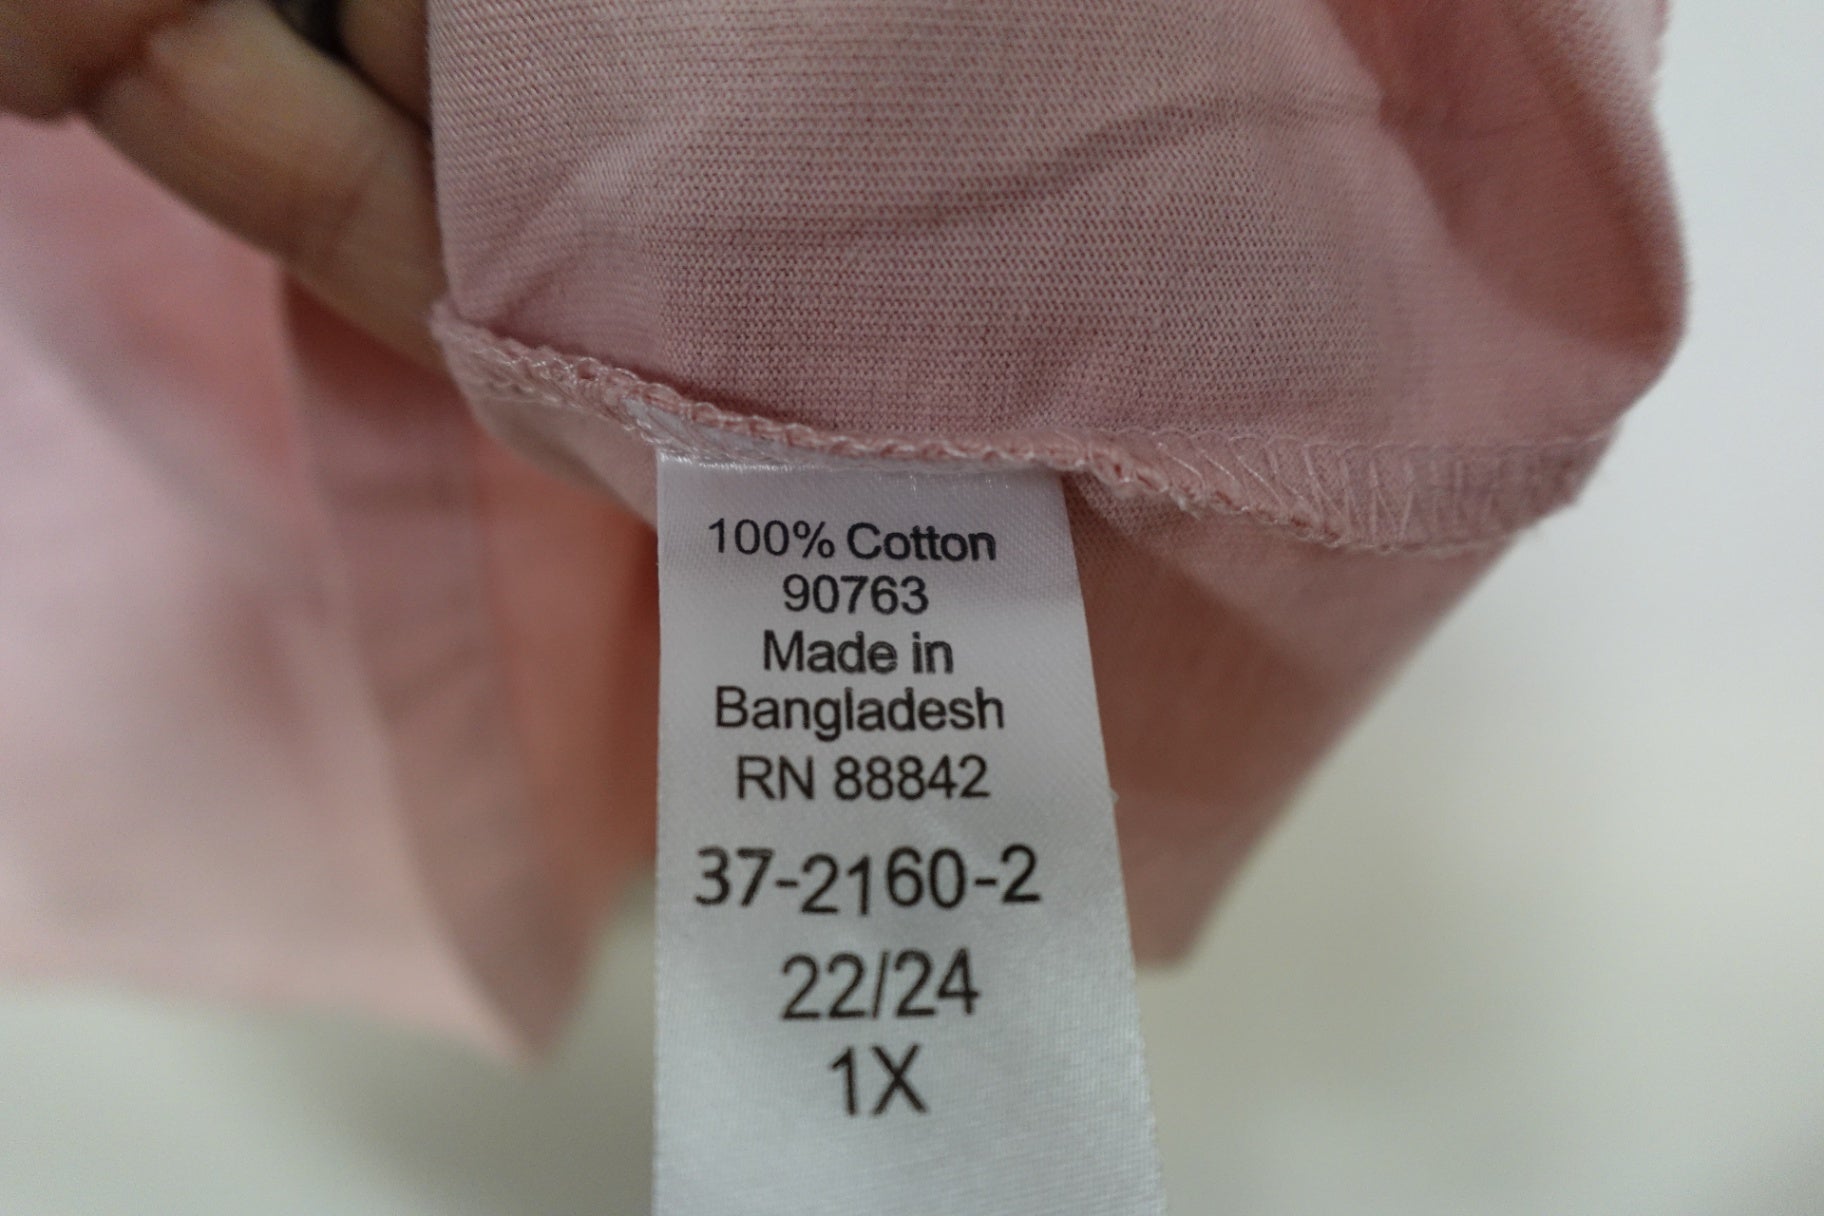 100% Cotton
90763
Made in
Bangladesh
RN 88842
37-2160-2
22/24
1X